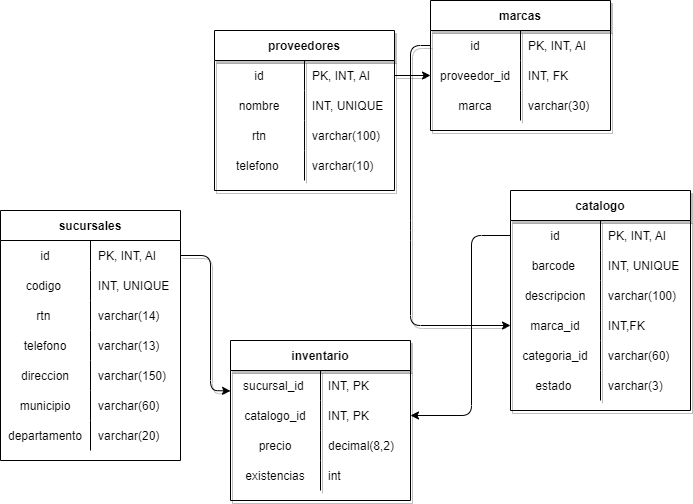 marcas
id PK, INT, AI
proveedor_id INT, FK
marca varchar(30)
proveedores
id PK, INT, AI
nombre INT, UNIQUE
rtn varchar(100)
telefono varchar(10)
catalogo
id PK, INT, AI
barcode INT, UNIQUE
descripcion varchar(100)
marca_id INT,FK
categoria_id varchar(60)
estado varchar(3)
sucursales
id PK, INT, AI
codigo INT, UNIQUE
rtn varchar(14)
telefono varchar(13)
direccion varchar(150)
municipio varchar(60)
departamento varchar(20)
inventario
sucursal_id INT, PK
catalogo_id INT, PK
precio decimal(8,2)
existencias int